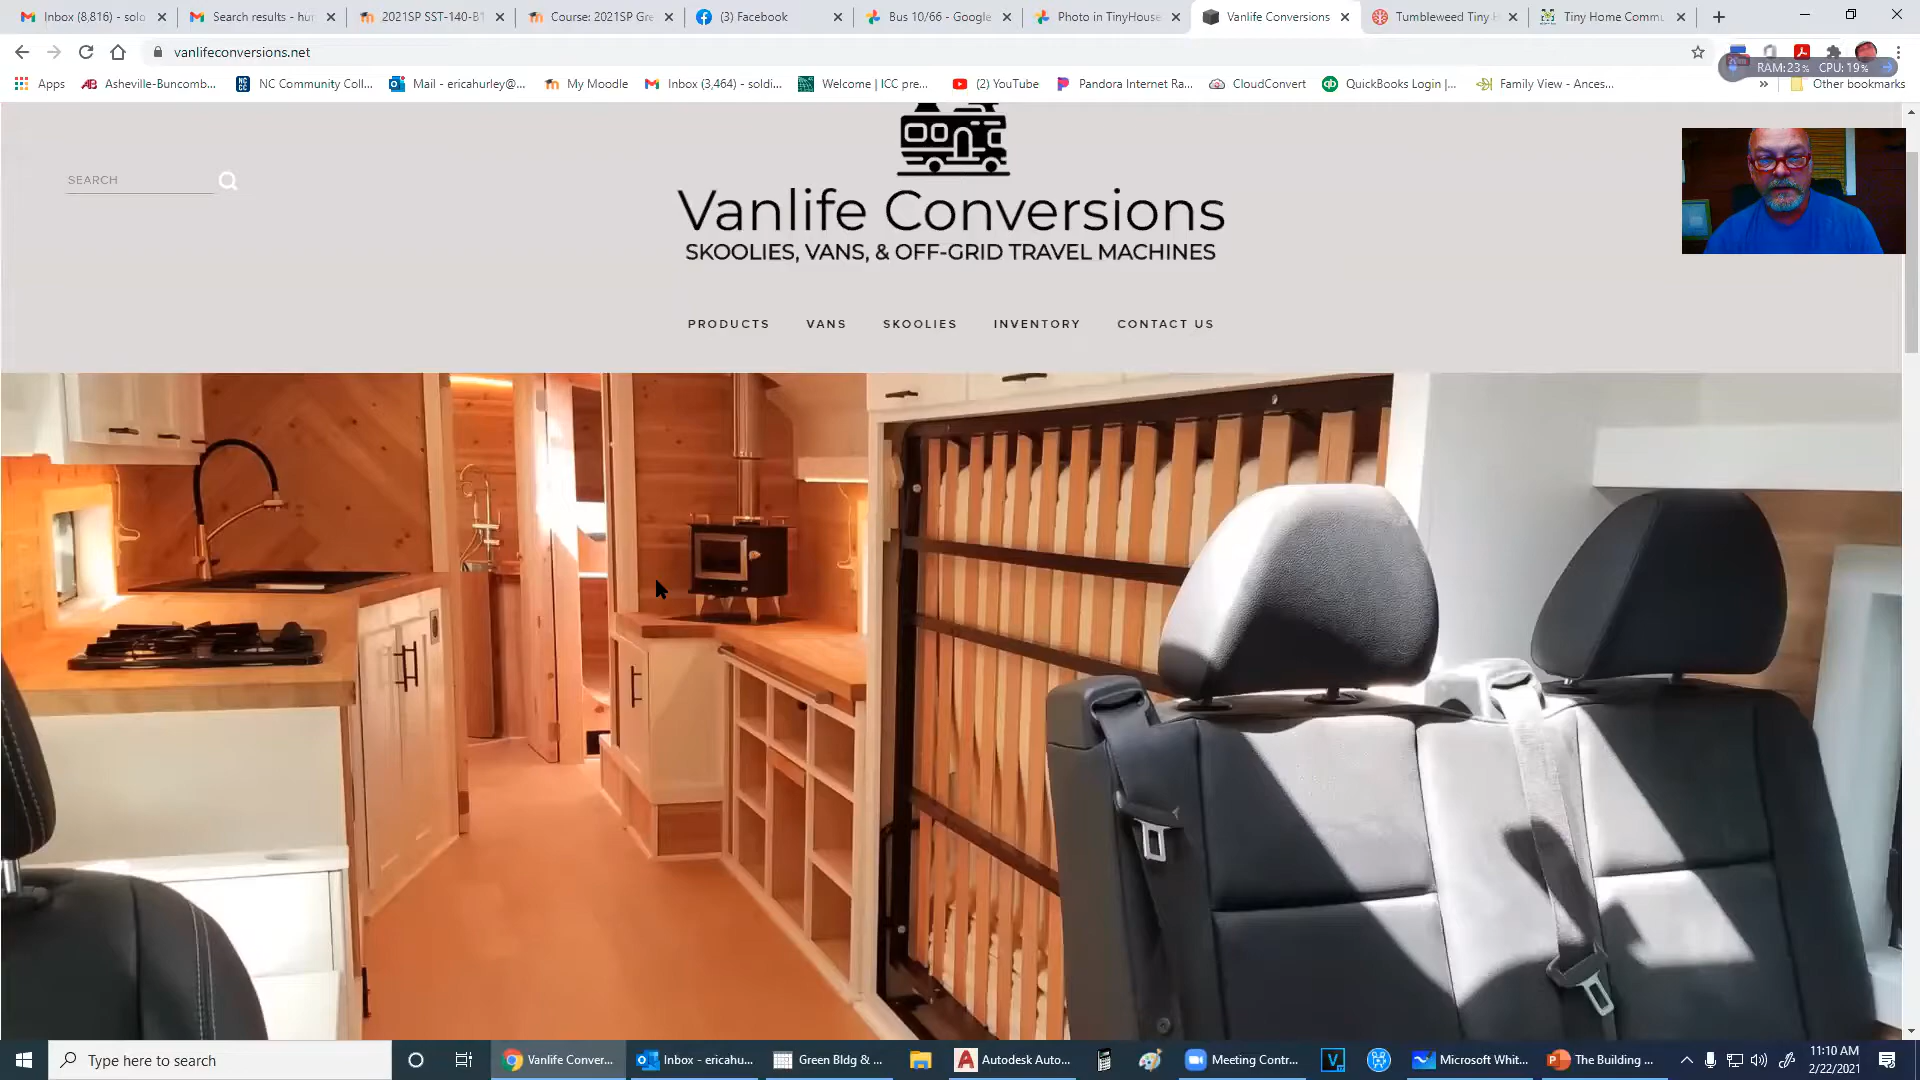 Inbox (8,816) - solo
Search results - hur
2021SP SST-140-B1
Course: 2021SP Gre
(3) Facebook
Bus 10/66 - Google
Photo in TinyHouse
Vanlife Conversions
Tumbleweed Tiny H
Tiny Home Commu
vanlifeconversions.net
RAM:23% CPU: 19%
Apps
Asheville-Buncomb...
NC Community Coll...
Mail - ericahurley@...
My Moodle
Inbox (3,464) - soldi...
Welcome | ICC pre...
(2) YouTube
Pandora Internet Ra...
CloudConvert
QuickBooks Login |...
Family View - Ances...
»
Other bookmarks
SEARCH
Vanlife Conversions
SKOOLIES, VANS, & OFF-GRID TRAVEL MACHINES
PRODUCTS VANS SKOOLIES INVENTORY CONTACT US
Type here to search
Vanlife Conver...
Inbox - ericahu...
Green Bldg & ...
Autodesk Auto...
Meeting Contr...
Microsoft Whit...
The Building ...
11:10 AM
2/22/2021